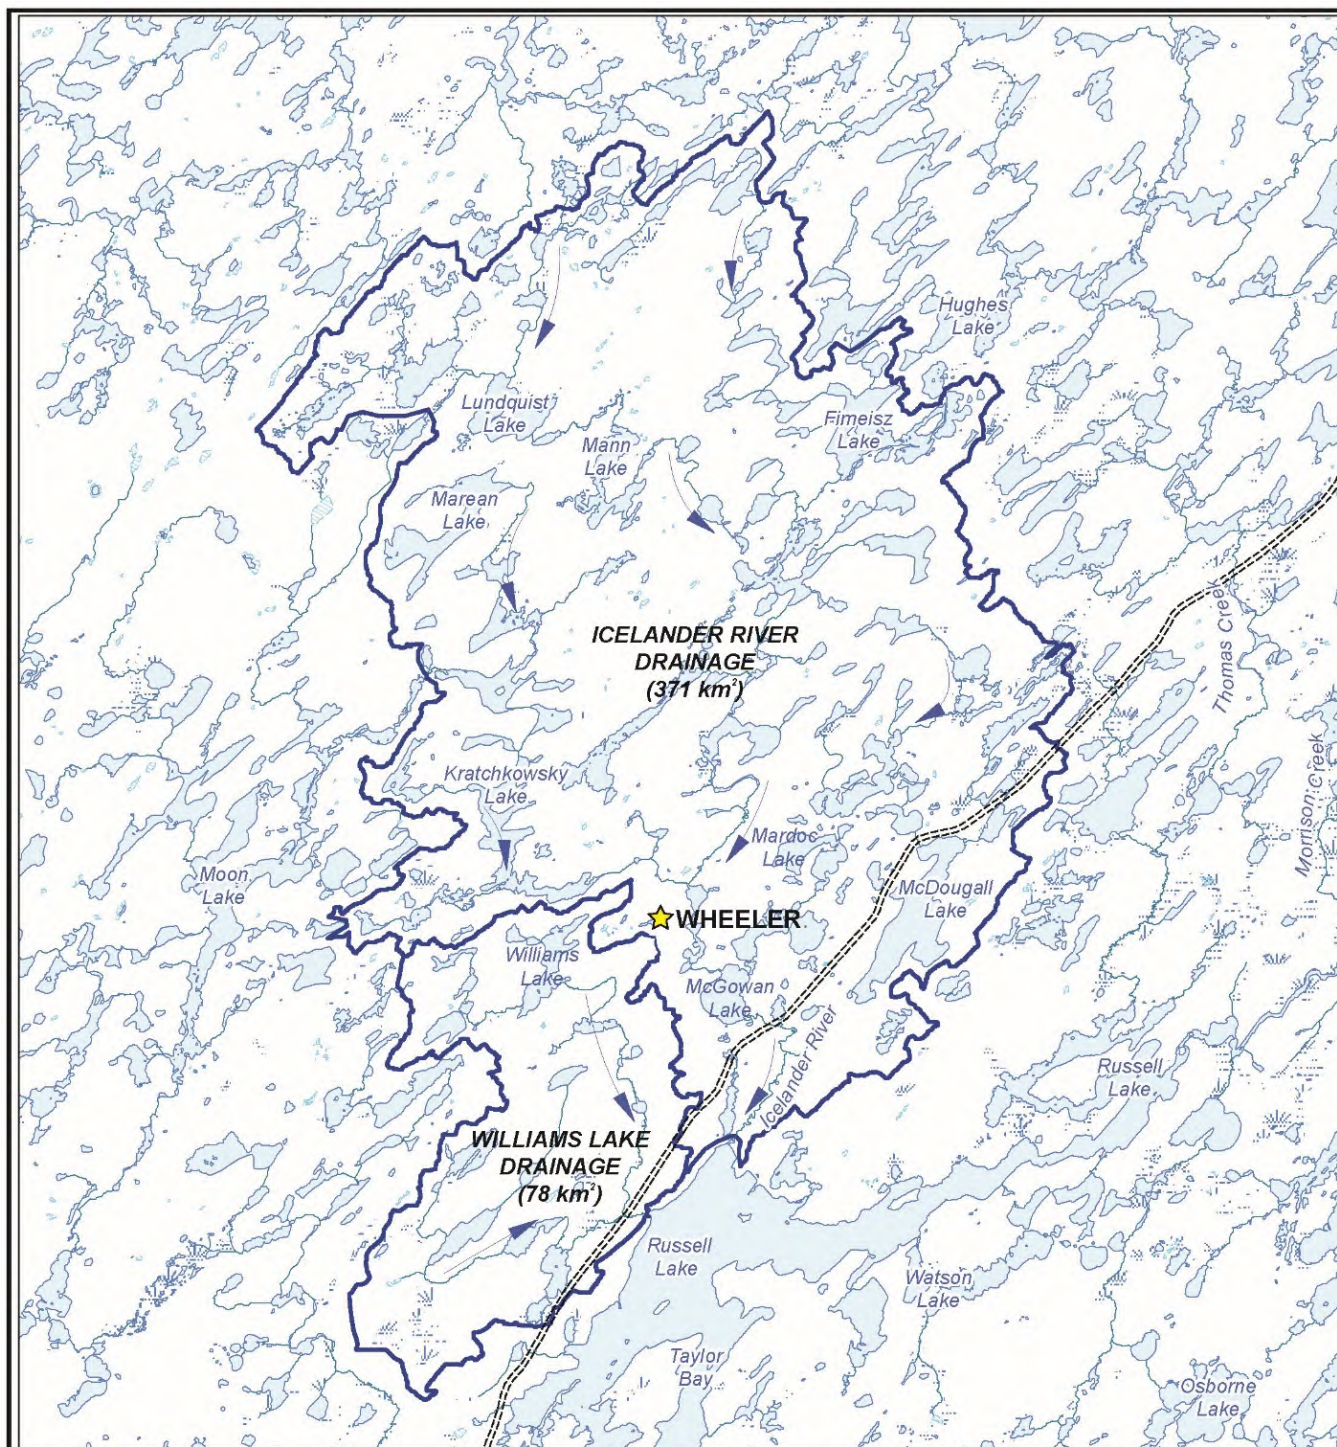 Hughes
Lake
Lundquist
Lake
Fimeisz
Lake
Mann
Lake
Marean
Lake
Thomas Creek
ICELANDER RIVER
DRAINAGE
(371 km²)
Kratchkowsky
Lake
Morrison Creek
Mardoc
Lake
Moon
Lake
McDougall
Lake
WHEELER
Williams
Lake
McGowan
Lake
Icelander River
Russell
Lake
WILLIAMS LAKE
DRAINAGE
(78 km²)
Russell
Lake
Watson
Lake
Taylor
Bay
Osborne
Lake